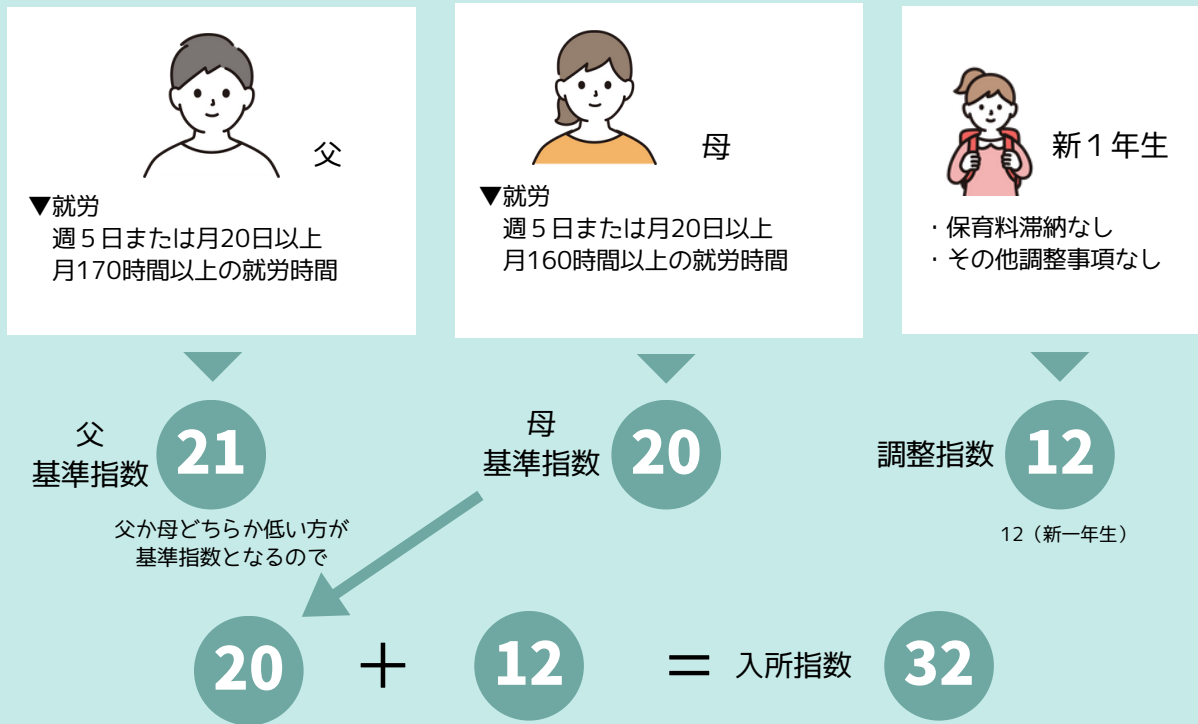 父
▼就労
週５日または月20日以上
月170時間以上の就労時間
母
▼就労
週５日または月20日以上
月160時間以上の就労時間
新１年生
・保育料滞納なし
・その他調整事項なし
父
基準指数
21
母
基準指数
20
調整指数
12
父か母どちらか低い方が
基準指数となるので
12（新一年生）
20 ＋ 12 ＝ 入所指数 32